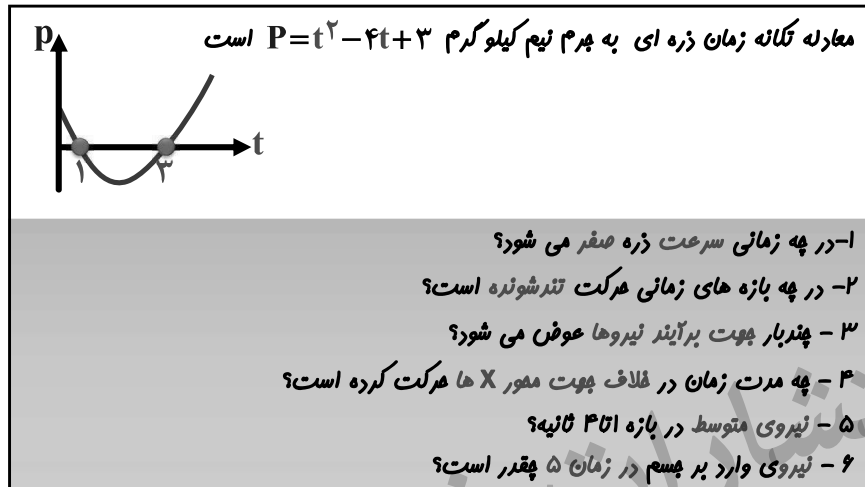 معادله تکانه زمان ذره ای به جرم نیم کیلو گرم P=t²−۴t+۳ است
p
t
۱ ۳
۱-در چه زمانی سرعت ذره صفر می شود؟
۲- در چه بازه های زمانی حرکت تندشونده است؟
۳ - چندبار جهت برآیند نیروها عوض می شود؟
۴ - چه مدت زمان در خلاف جهت محور X ها حرکت کرده است؟
۵ - نیروی متوسط در بازه ۱تا۴ ثانیه؟
۶ - نیروی وارد بر جسم در زمان ۵ چقدر است؟